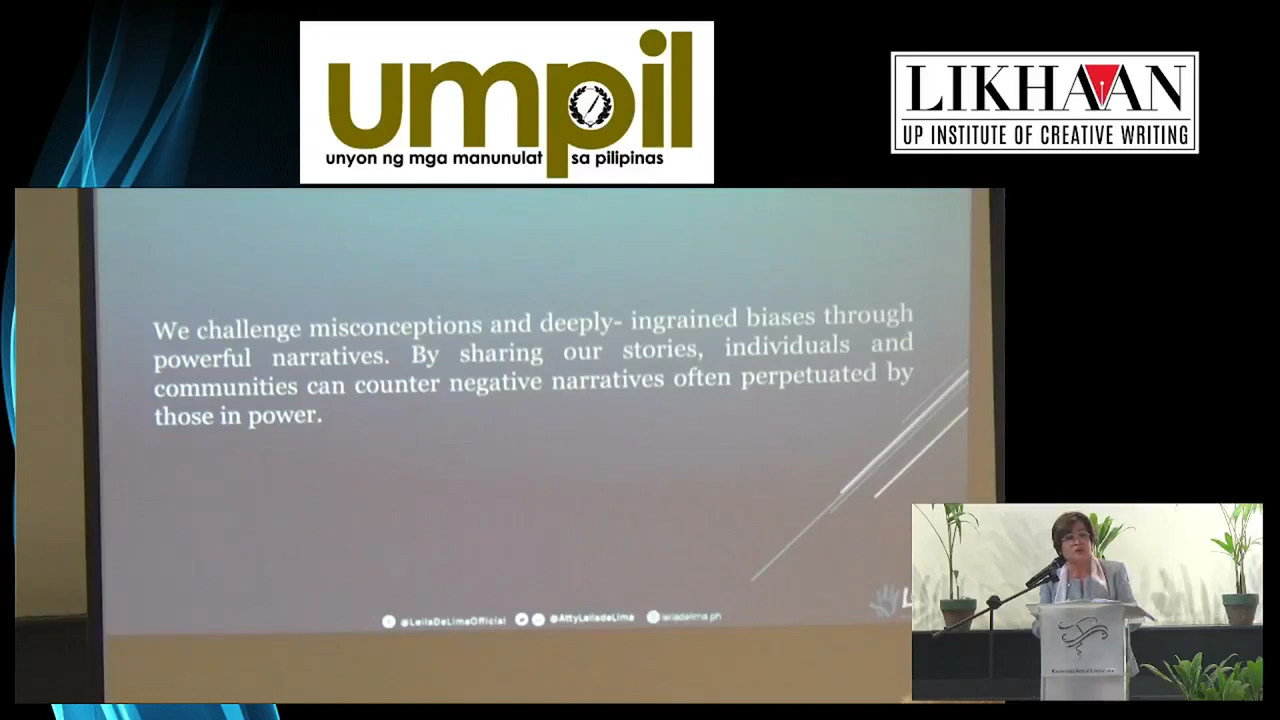 umpil
unyon ng mga manunulat sa pilipinas
LIKHAAN
UP INSTITUTE OF CREATIVE WRITING
We challenge misconceptions and deeply- ingrained biases through
powerful narratives. By sharing our stories, individuals and
communities can counter negative narratives often perpetuated by
those in power.
@LeilaDeLimaOfficial @AttyLeiladeLima leiladelima.ph